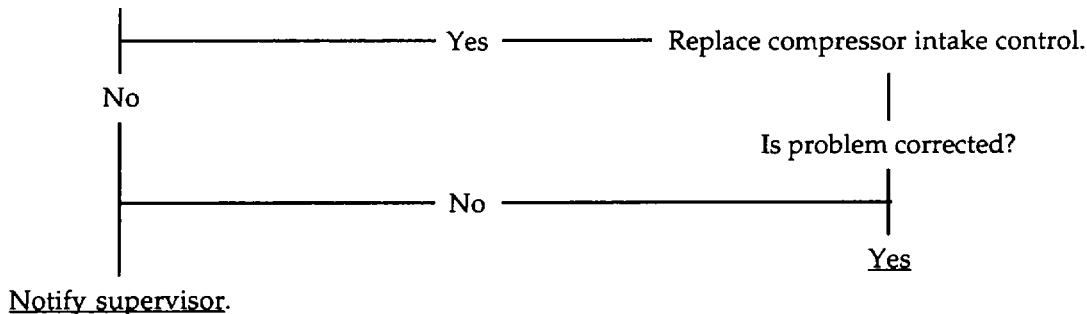 Yes
Replace compressor intake control.
No
Is problem corrected?
No
Yes
Notify supervisor.